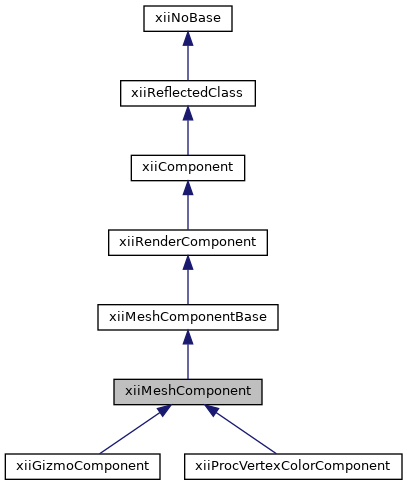 xiiNoBase
xiiReflectedClass
xiiComponent
xiiRenderComponent
xiiMeshComponentBase
xiiMeshComponent
xiiGizmoComponent
xiiProcVertexColorComponent